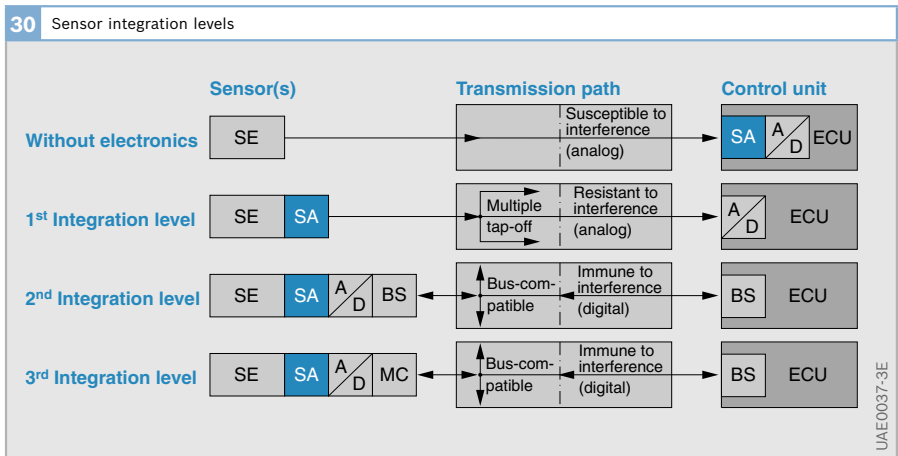 30 Sensor integration levels
Sensor(s) Transmission path Control unit
Without electronics
SE
Susceptible to
interference
(analog)
SA A/D ECU
1st Integration level
SE SA
Multiple
tap-off
Resistant to
interference
(analog)
A/D ECU
2nd Integration level
SE SA A/D BS
Bus-com-
patible
Immune to
interference
(digital)
BS ECU
3rd Integration level
SE SA A/D MC
Bus-com-
patible
Immune to
interference
(digital)
BS ECU
UAE0037-3E